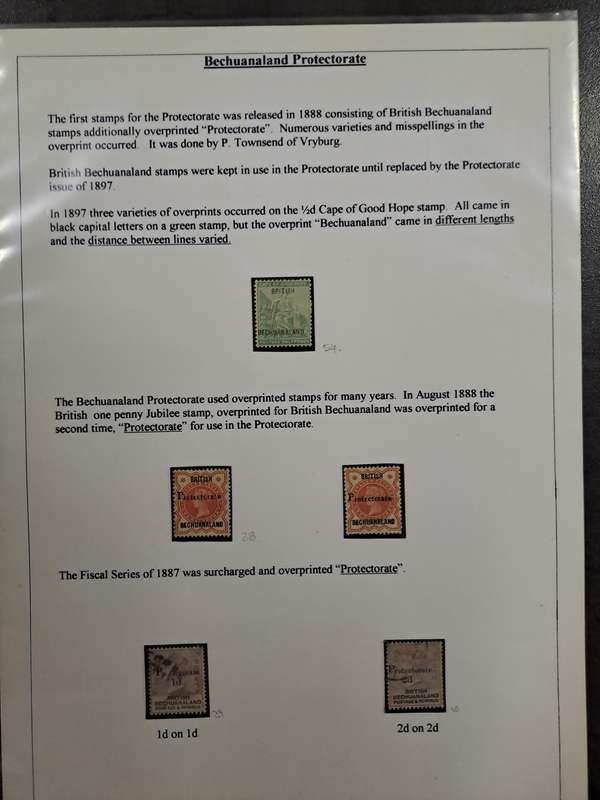 Bechuanaland Protectorate
The first stamps for the Protectorate was released in 1888 consisting of British Bechuanaland
stamps additionally overprinted "Protectorate". Numerous varieties and misspellings in the
overprint occurred. It was done by P. Townsend of Vryburg.
British Bechuanaland stamps were kept in use in the Protectorate until replaced by the Protectorate
issue of 1897.
In 1897 three varieties of overprints occurred on the ½d Cape of Good Hope stamp. All came in
black capital letters on a green stamp, but the overprint "Bechuanaland" came in different lengths
and the distance between lines varied.
BRITISH
BECHUANALAND
54.
The Bechuanaland Protectorate used overprinted stamps for many years. In August 1888 the
British one penny Jubilee stamp, overprinted for British Bechuanaland was overprinted for a
second time, "Protectorate" for use in the Protectorate.
BRITISH
Protectorate
BECHUANALAND
BRITISH
Protectorate
BECHUANALAND
The Fiscal Series of 1887 was surcharged and overprinted "Protectorate".
1d
BRITISH
BECHUANALAND
POSTAGE & REVENUE
Protectorate
2d
BRITISH
BECHUANALAND
POSTAGE & REVENUE
1d on 1d
2d on 2d